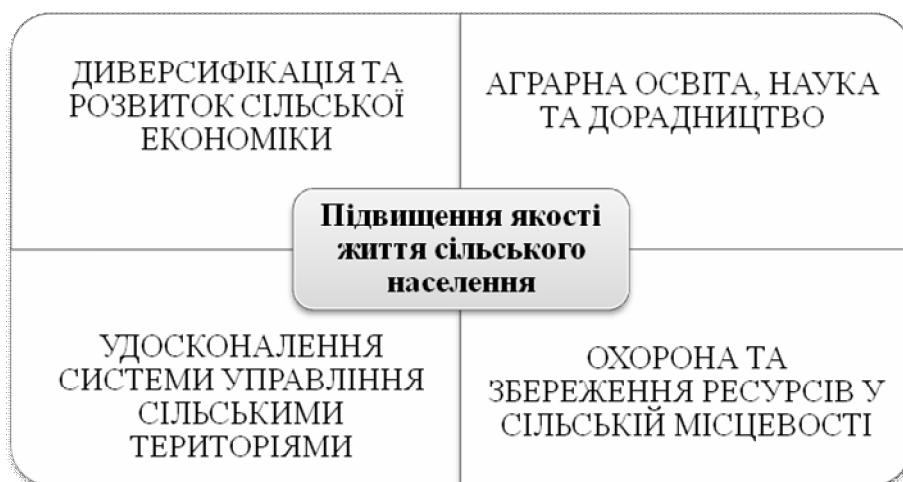 ДИВЕРСИФІКАЦІЯ ТА
РОЗВИТОК СІЛЬСЬКОЇ
ЕКОНОМІКИ
АГРАРНА ОСВІТА, НАУКА
ТА ДОРАДНИЦТВО
Підвищення якості
життя сільського
населення
УДОСКОНАЛЕННЯ
СИСТЕМИ УПРАВЛІННЯ
СІЛЬСЬКИМИ
ТЕРИТОРІЯМИ
ОХОРОНА ТА
ЗБЕРЕЖЕННЯ РЕСУРСІВ У
СІЛЬСЬКІЙ МІСЦЕВОСТІ